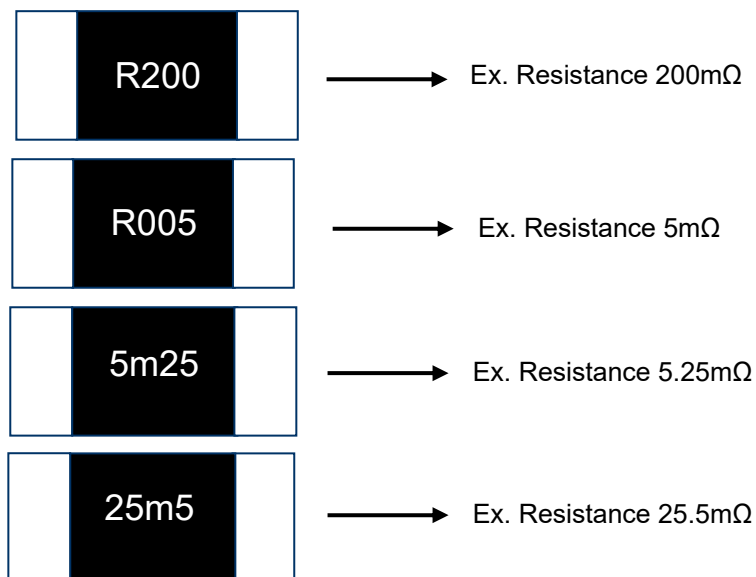 R200
Ex. Resistance 200mΩ
R005
Ex. Resistance 5mΩ
5m25
Ex. Resistance 5.25mΩ
25m5
Ex. Resistance 25.5mΩ